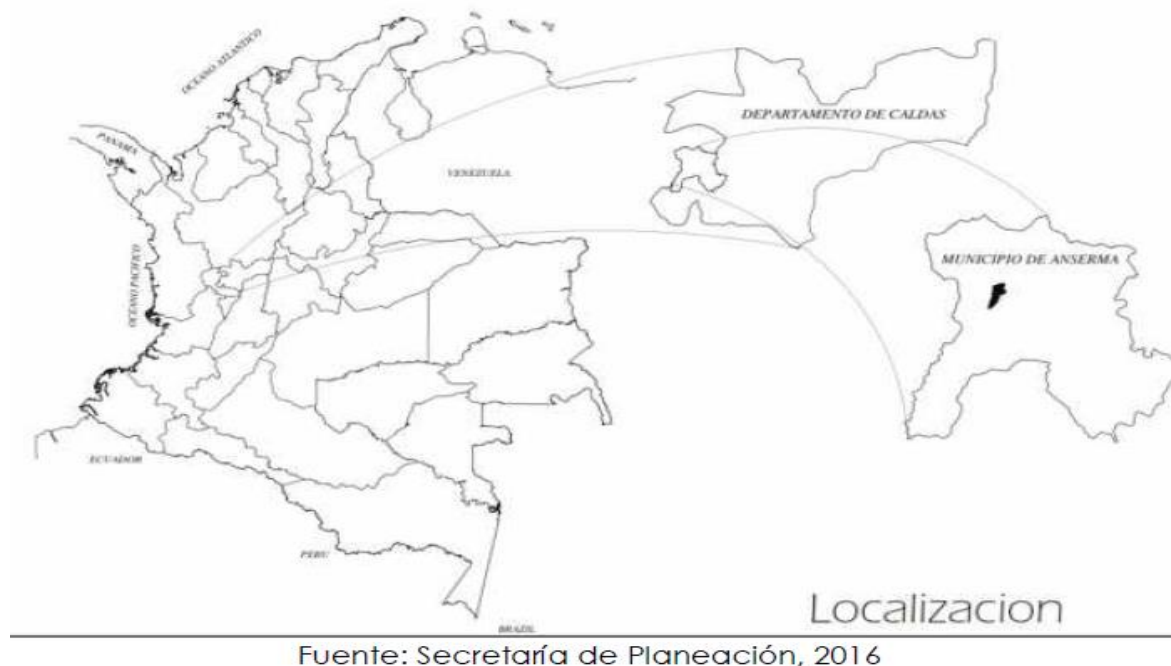 OCEANO ATLANTICO
PANAMA
VENEZUELA
DEPARTAMENTO DE CALDAS
OCEANO PACIFICO
MUNICIPIO DE ANSERMA
ECUADOR
PERU
BRAZIL
Localizacion
Fuente: Secretaría de Planeación, 2016